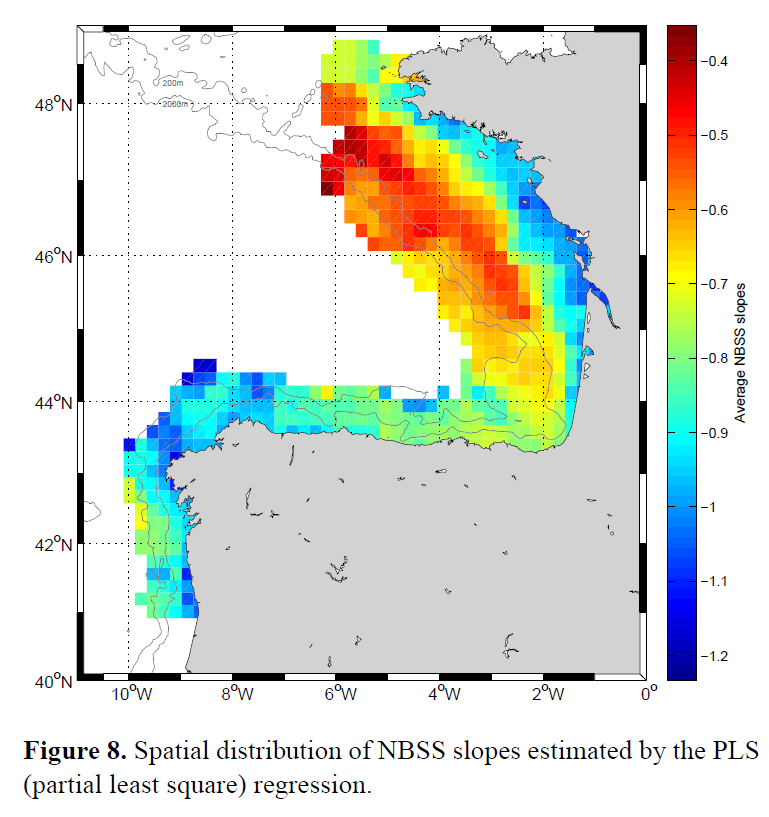 200m
2000m
48°N
46°N
44°N
42°N
40°N
10°W
8°W
6°W
4°W
2°W
0°
−0.4
−0.5
−0.6
−0.7
−0.8
−0.9
−1
−1.1
−1.2
Average NBSS slopes
Figure 8. Spatial distribution of NBSS slopes estimated by the PLS
(partial least square) regression.